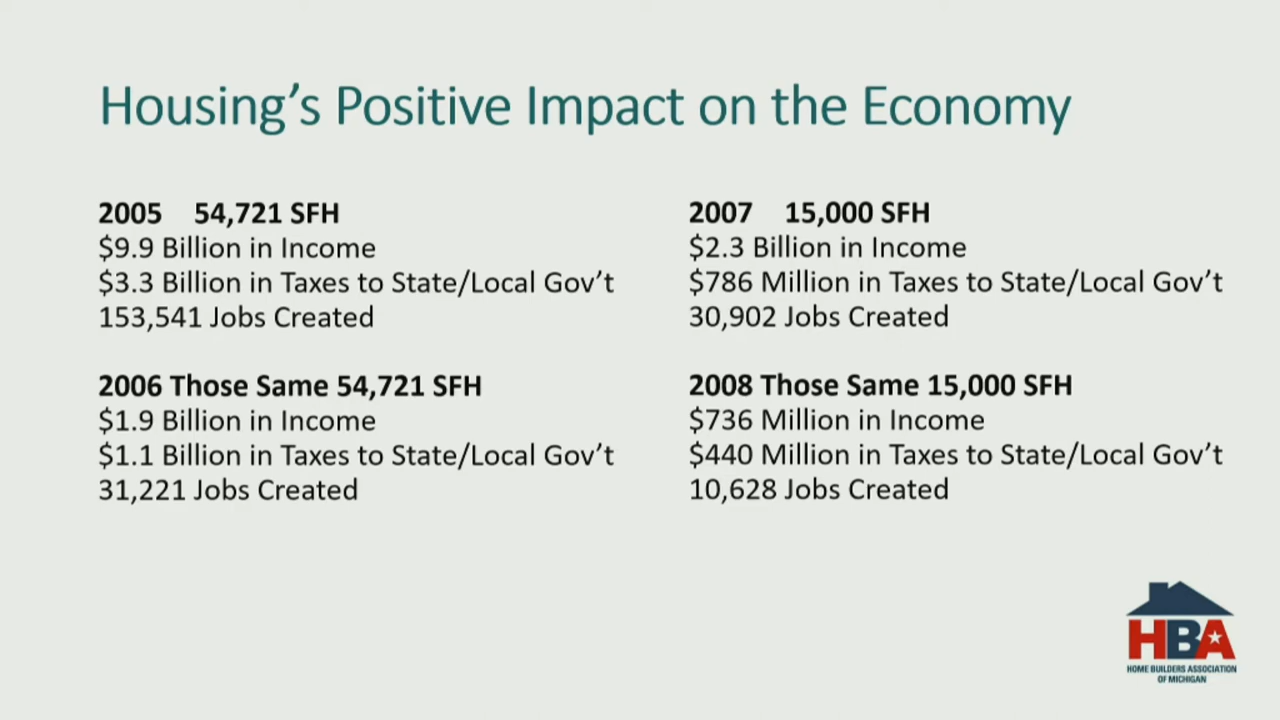 Housing’s Positive Impact on the Economy
2005 54,721 SFH
$9.9 Billion in Income
$3.3 Billion in Taxes to State/Local Gov’t
153,541 Jobs Created
2006 Those Same 54,721 SFH
$1.9 Billion in Income
$1.1 Billion in Taxes to State/Local Gov’t
31,221 Jobs Created
2007 15,000 SFH
$2.3 Billion in Income
$786 Million in Taxes to State/Local Gov’t
30,902 Jobs Created
2008 Those Same 15,000 SFH
$736 Million in Income
$440 Million in Taxes to State/Local Gov’t
10,628 Jobs Created
HBA
HOME BUILDERS ASSOCIATION
OF MICHIGAN